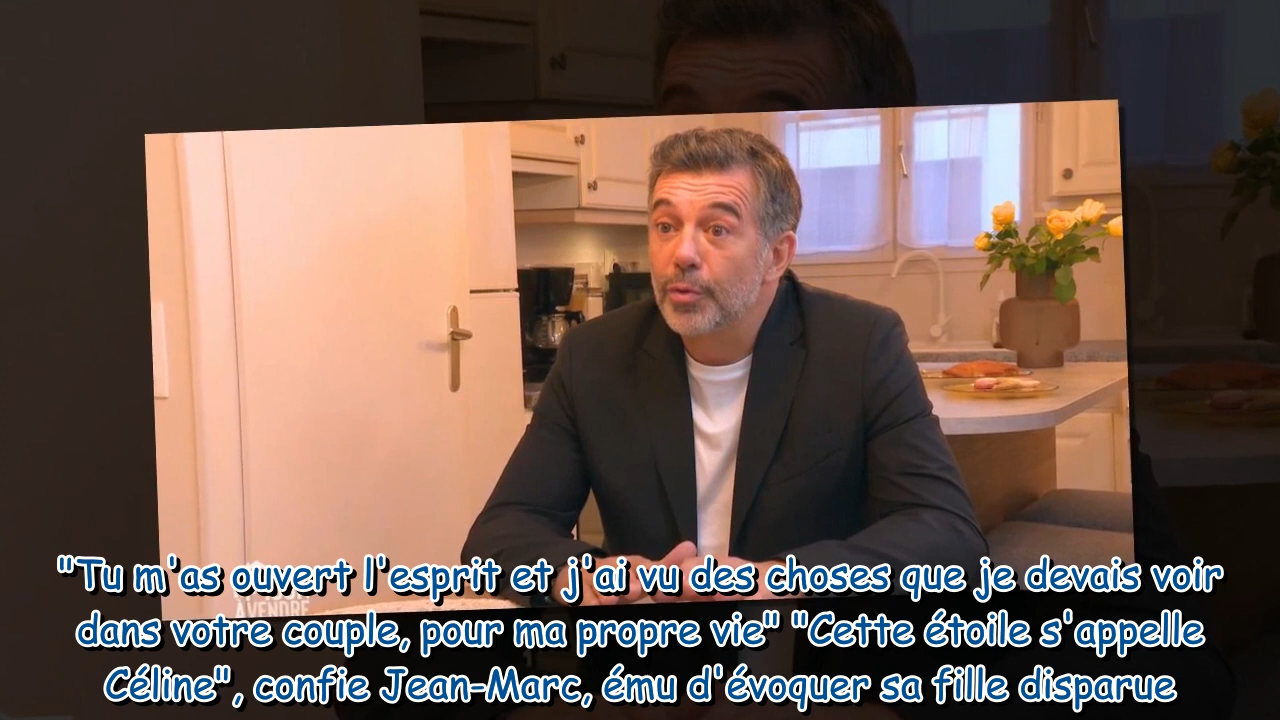 À VENDRE
"Tu m'as ouvert l'esprit et j'ai vu des choses que je devais voir
dans votre couple, pour ma propre vie" "Cette étoile s'appelle
Céline", confie Jean-Marc, ému d'évoquer sa fille disparue